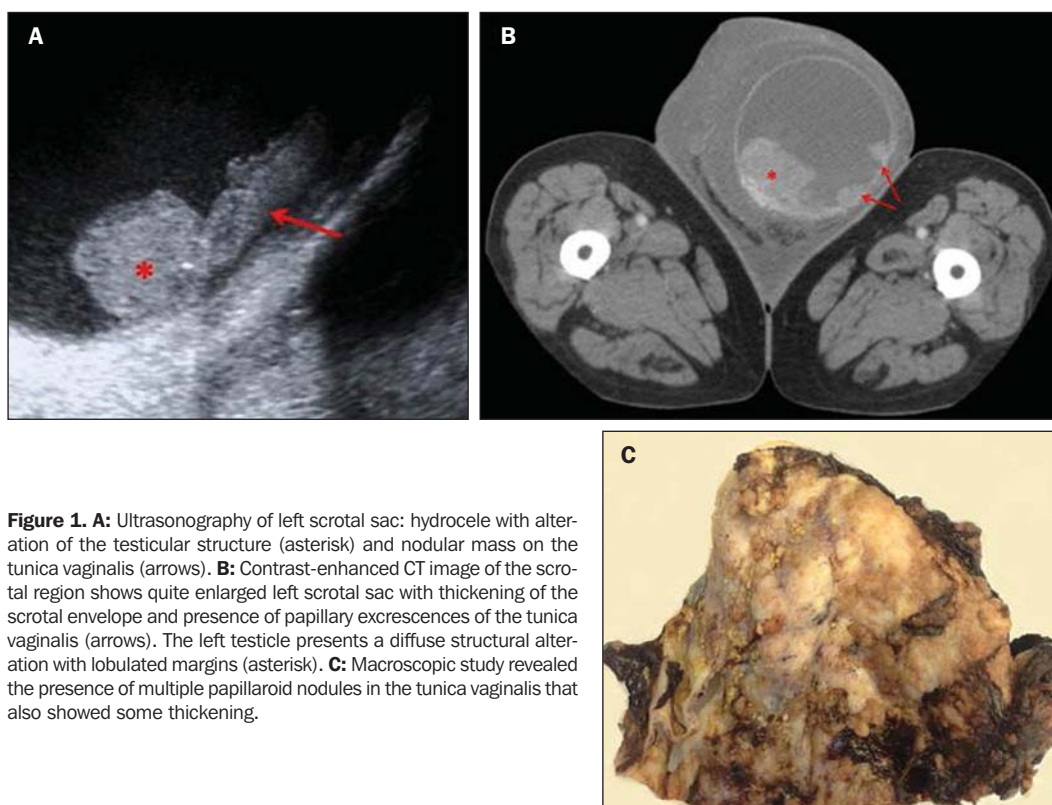 A
B
C
Figure 1. A: Ultrasonography of left scrotal sac: hydrocele with alter-
ation of the testicular structure (asterisk) and nodular mass on the
tunica vaginalis (arrows). B: Contrast-enhanced CT image of the scro-
tal region shows quite enlarged left scrotal sac with thickening of the
scrotal envelope and presence of papillary excrescences of the tunica
vaginalis (arrows). The left testicle presents a diffuse structural alter-
ation with lobulated margins (asterisk). C: Macroscopic study revealed
the presence of multiple papillaroid nodules in the tunica vaginalis that
also showed some thickening.